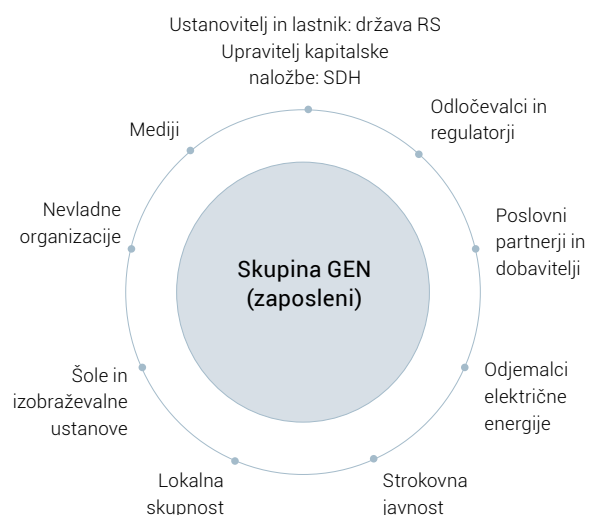 Ustanovitelj in lastnik: država RS
Upravitelj kapitalske
naložbe: SDH
Odločevalci in
regulatorji
Poslovni
partnerji in
dobavitelji
Odjemalci
električne
energije
Strokovna
javnost
Lokalna
skupnost
Šole in
izobraževalne
ustanove
Nevladne
organizacije
Mediji
Skupina GEN
(zaposleni)